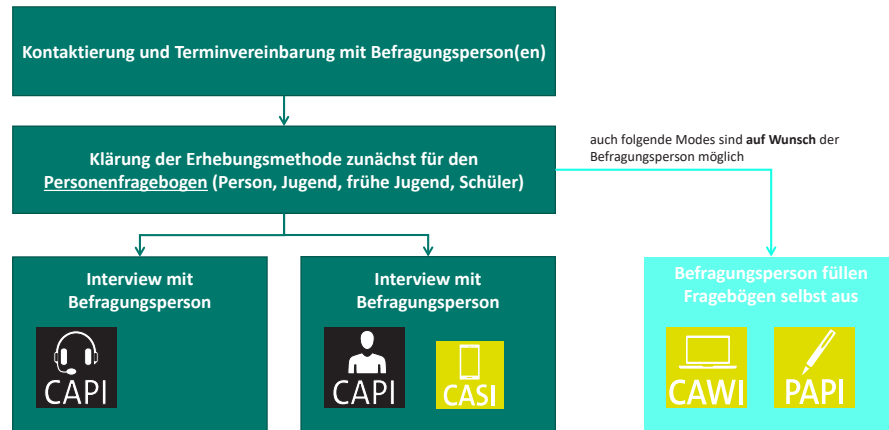 Kontaktierung und Terminvereinbarung mit Befragungsperson(en)
Klärung der Erhebungsmethode zunächst für den
Personenfragebogen (Person, Jugend, frühe Jugend, Schüler)
auch folgende Modes sind auf Wunsch der
Befragungsperson möglich
Interview mit
Befragungsperson
CAPI
Interview mit
Befragungsperson
CAPI
CASI
Befragungsperson füllen
Fragebögen selbst aus
CAWI
PAPI